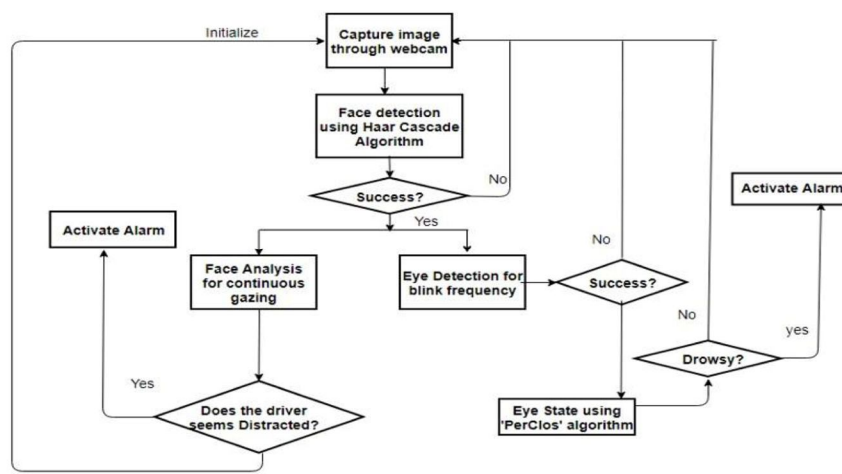 Initialize
Capture image
through webcam
Face detection
using Haar Cascade
Algorithm
No
Success?
Yes
Activate Alarm
Activate Alarm
Face Analysis
for continuous
gazing
Eye Detection for
blink frequency
No
Success?
No
yes
Drowsy?
Yes
Does the driver
seems Distracted?
Eye State using
'PerClos' algorithm